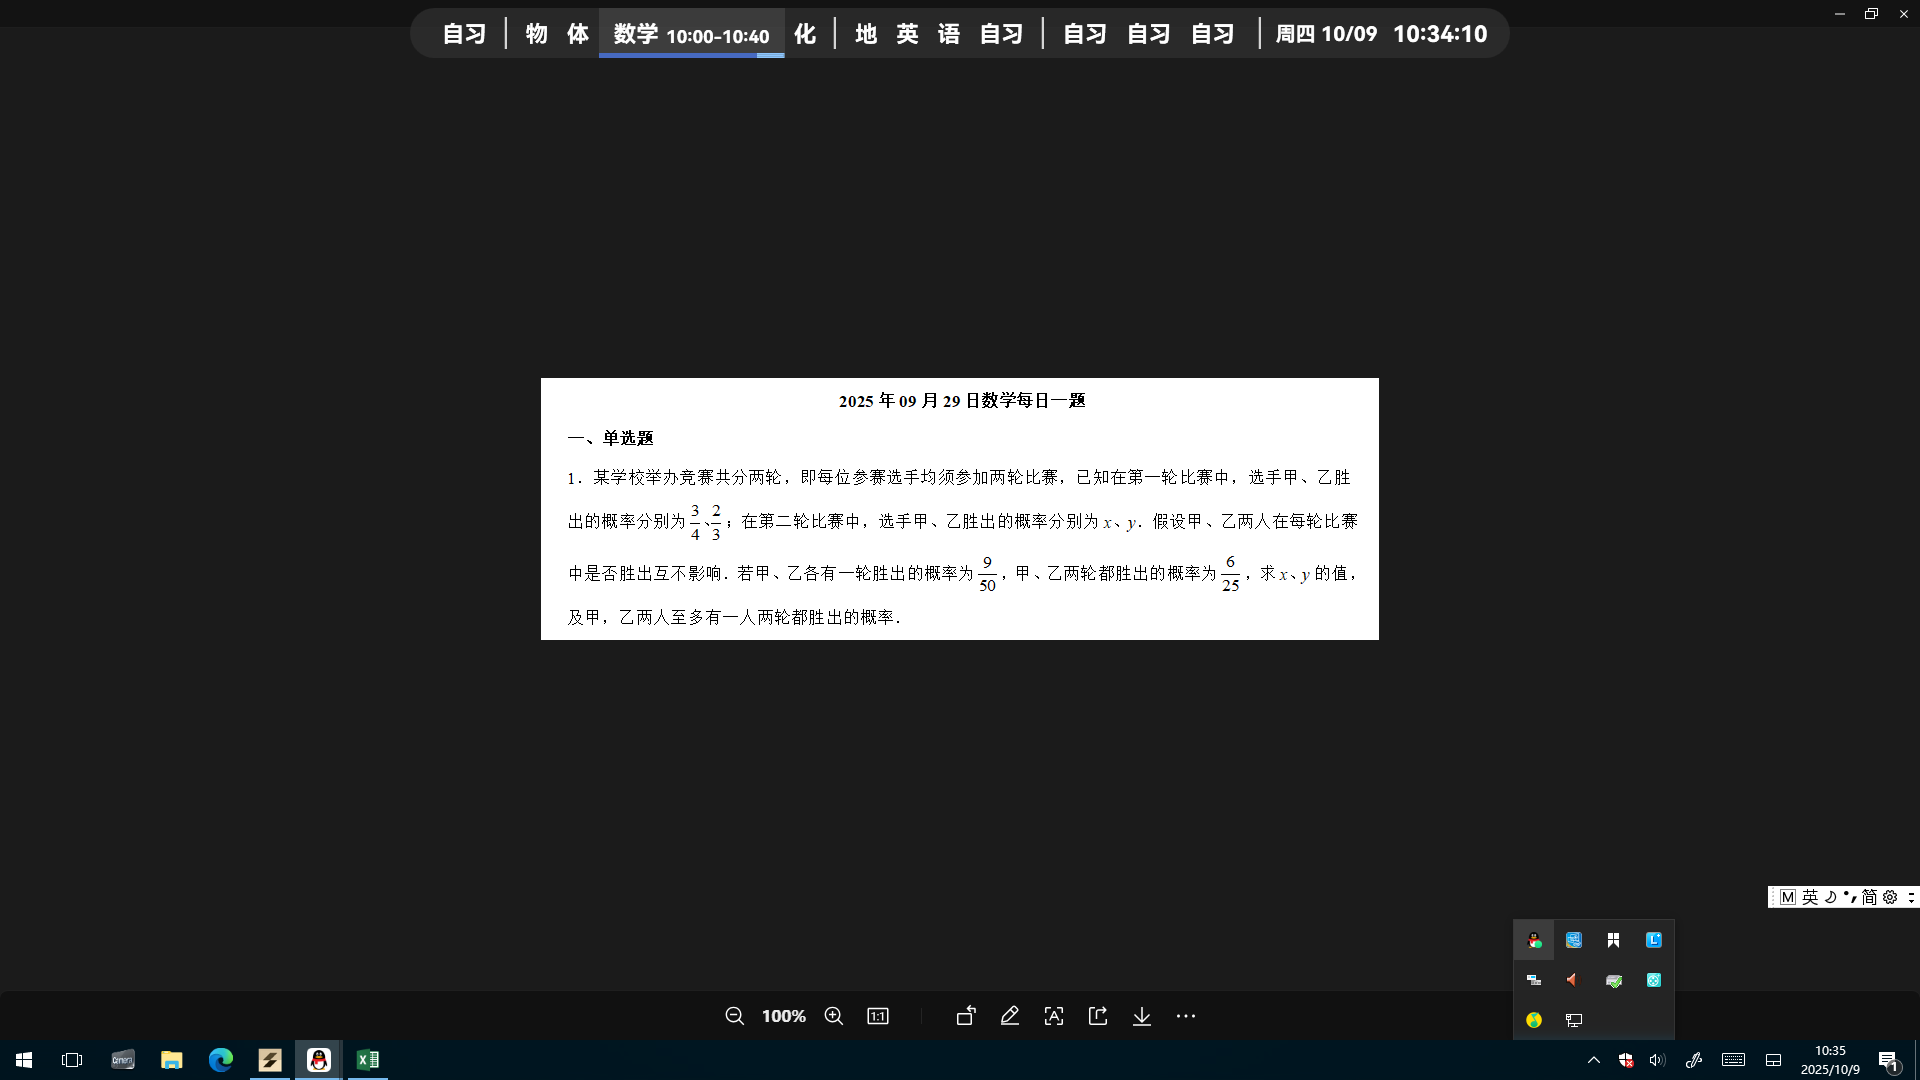 自习 物 体 数学 10:00-10:40 化 地 英 语 自习 自习 自习 自习 周四 10/09 10:34:10
2025 年 09 月 29 日数学每日一题
一、单选题
1．某学校举办竞赛共分两轮，即每位参赛选手均须参加两轮比赛，已知在第一轮比赛中，选手甲、乙胜
出的概率分别为 3/4、2/3；在第二轮比赛中，选手甲、乙胜出的概率分别为 x、y．假设甲、乙两人在每轮比赛
中是否胜出互不影响．若甲、乙各有一轮胜出的概率为 9/50，甲、乙两轮都胜出的概率为 6/25，求 x、y 的值，
及甲，乙两人至多有一人两轮都胜出的概率．
M 英 简
100% 1:1
10:35
2025/10/9
1